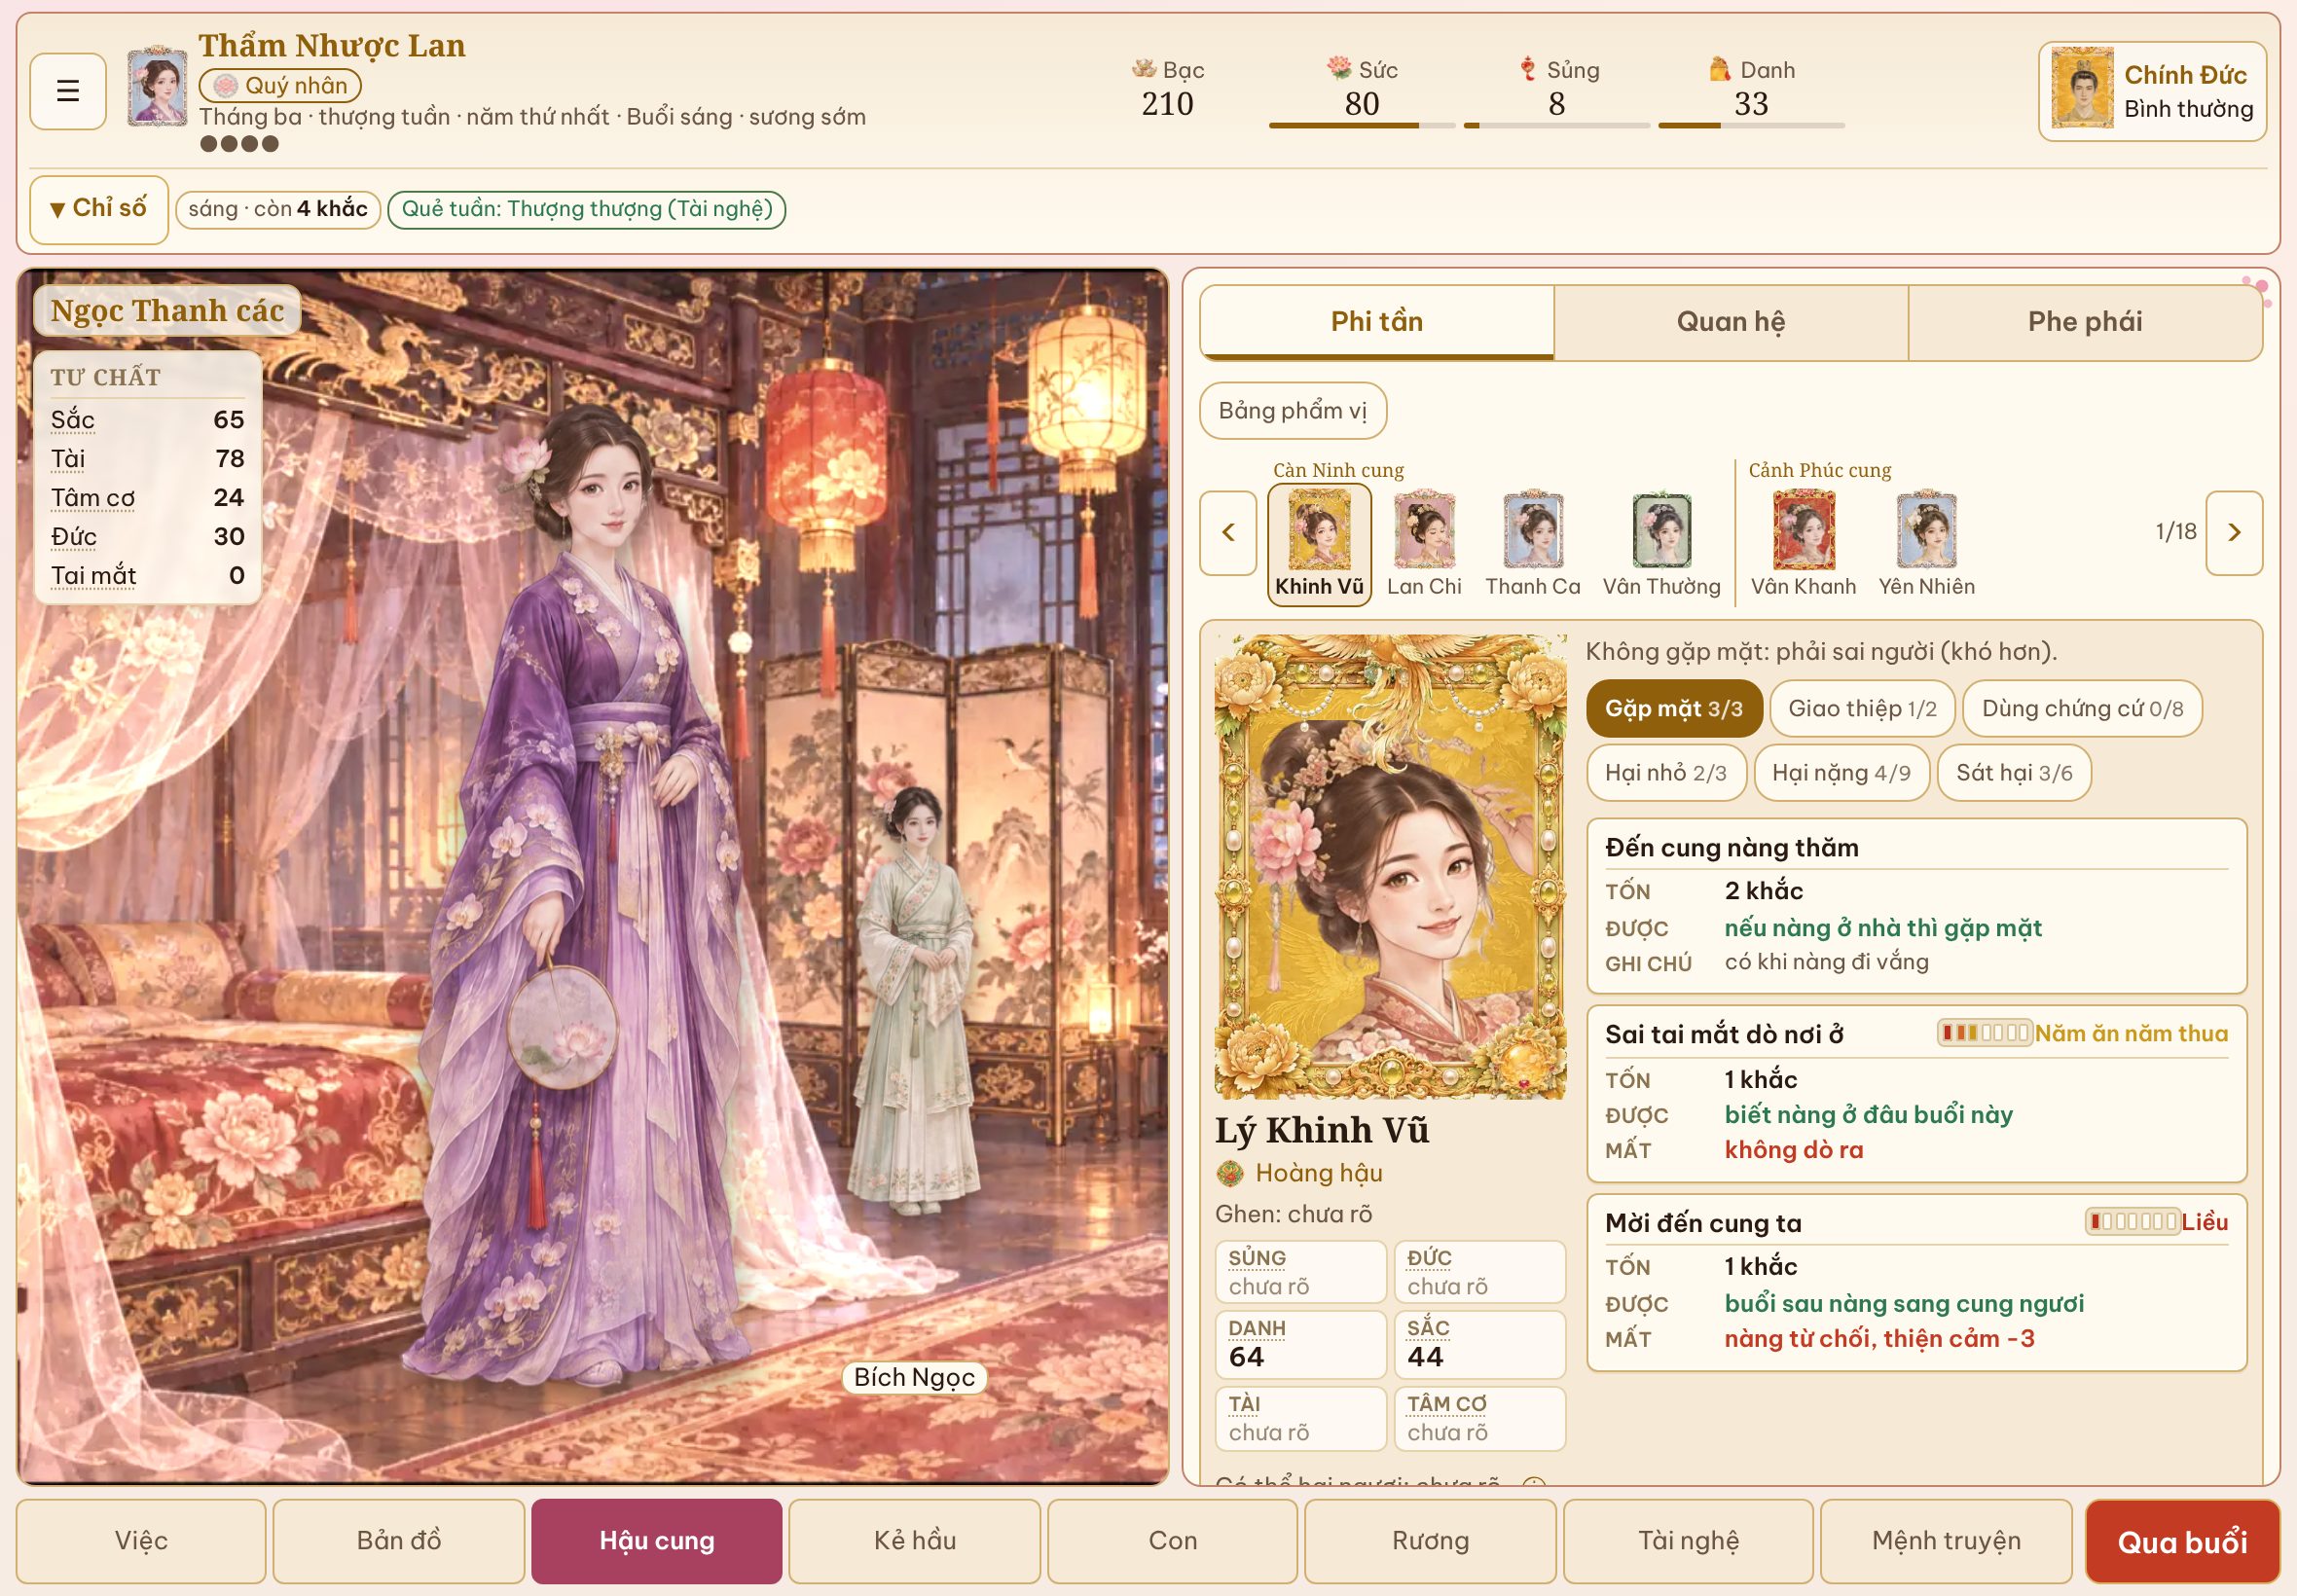 Thẩm Nhược Lan
Quý nhân
Tháng ba · thượng tuần · năm thứ nhất · Buổi sáng · sương sớm
Bạc
210
Sức
80
Sủng
8
Danh
33
Chính Đức
Bình thường
▼ Chỉ số
sáng · còn 4 khắc
Quẻ tuần: Thượng thượng (Tài nghệ)
Ngọc Thanh các
TƯ CHẤT
Sắc 65
Tài 78
Tâm cơ 24
Đức 30
Tai mắt 0
Bích Ngọc
Phi tần
Quan hệ
Phe phái
Bảng phẩm vị
Càn Ninh cung
Cảnh Phúc cung
Khinh Vũ
Lan Chi
Thanh Ca
Vân Thường
Vân Khanh
Yên Nhiên
1/18
Lý Khinh Vũ
Hoàng hậu
Ghen: chưa rõ
SỦNG
chưa rõ
ĐỨC
chưa rõ
DANH
64
SẮC
44
TÀI
chưa rõ
TÂM CƠ
chưa rõ
Có thể hại ngươi: chưa rõ
Không gặp mặt: phải sai người (khó hơn).
Gặp mặt 3/3
Giao thiệp 1/2
Dùng chứng cứ 0/8
Hại nhỏ 2/3
Hại nặng 4/9
Sát hại 3/6
Đến cung nàng thăm
TỐN 2 khắc
ĐƯỢC nếu nàng ở nhà thì gặp mặt
GHI CHÚ có khi nàng đi vắng
Sai tai mắt dò nơi ở Năm ăn năm thua
TỐN 1 khắc
ĐƯỢC biết nàng ở đâu buổi này
MẤT không dò ra
Mời đến cung ta Liều
TỐN 1 khắc
ĐƯỢC buổi sau nàng sang cung ngươi
MẤT nàng từ chối, thiện cảm -3
Việc
Bản đồ
Hậu cung
Kẻ hầu
Con
Rương
Tài nghệ
Mệnh truyện
Qua buổi